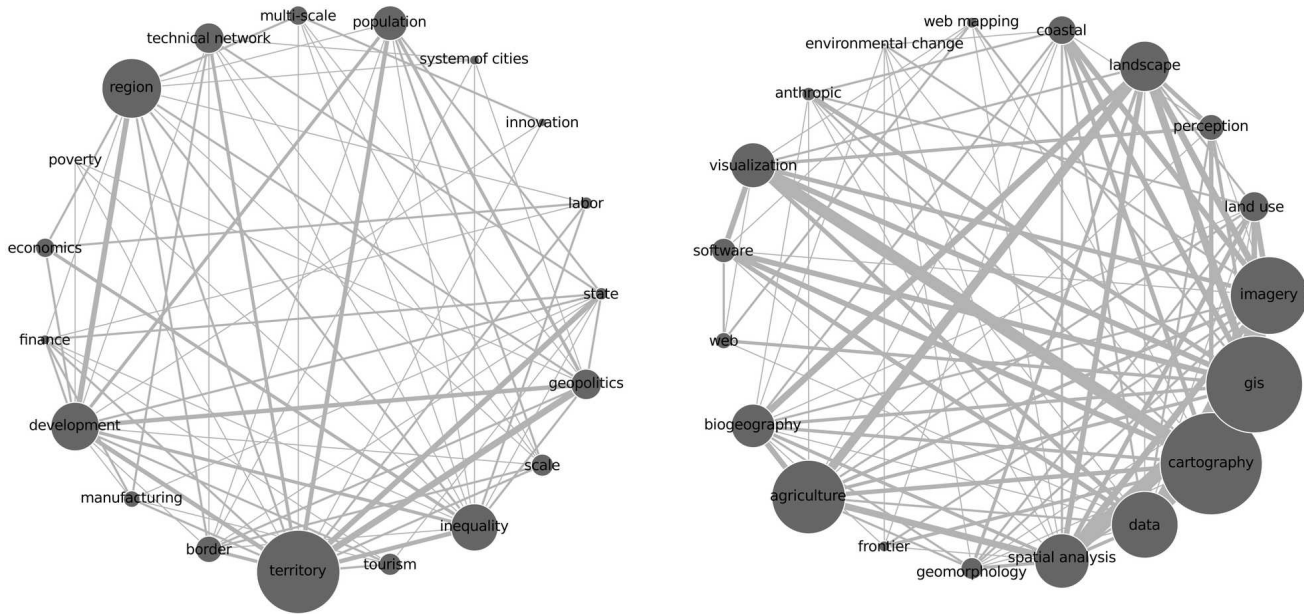 multi-scale
population
technical network
system of cities
region
innovation
poverty
labor
economics
state
finance
geopolitics
development
scale
manufacturing
inequality
border
tourism
territory
web mapping
coastal
environmental change
landscape
anthropic
perception
visualization
land use
software
imagery
web
gis
biogeography
cartography
agriculture
data
frontier
spatial analysis
geomorphology